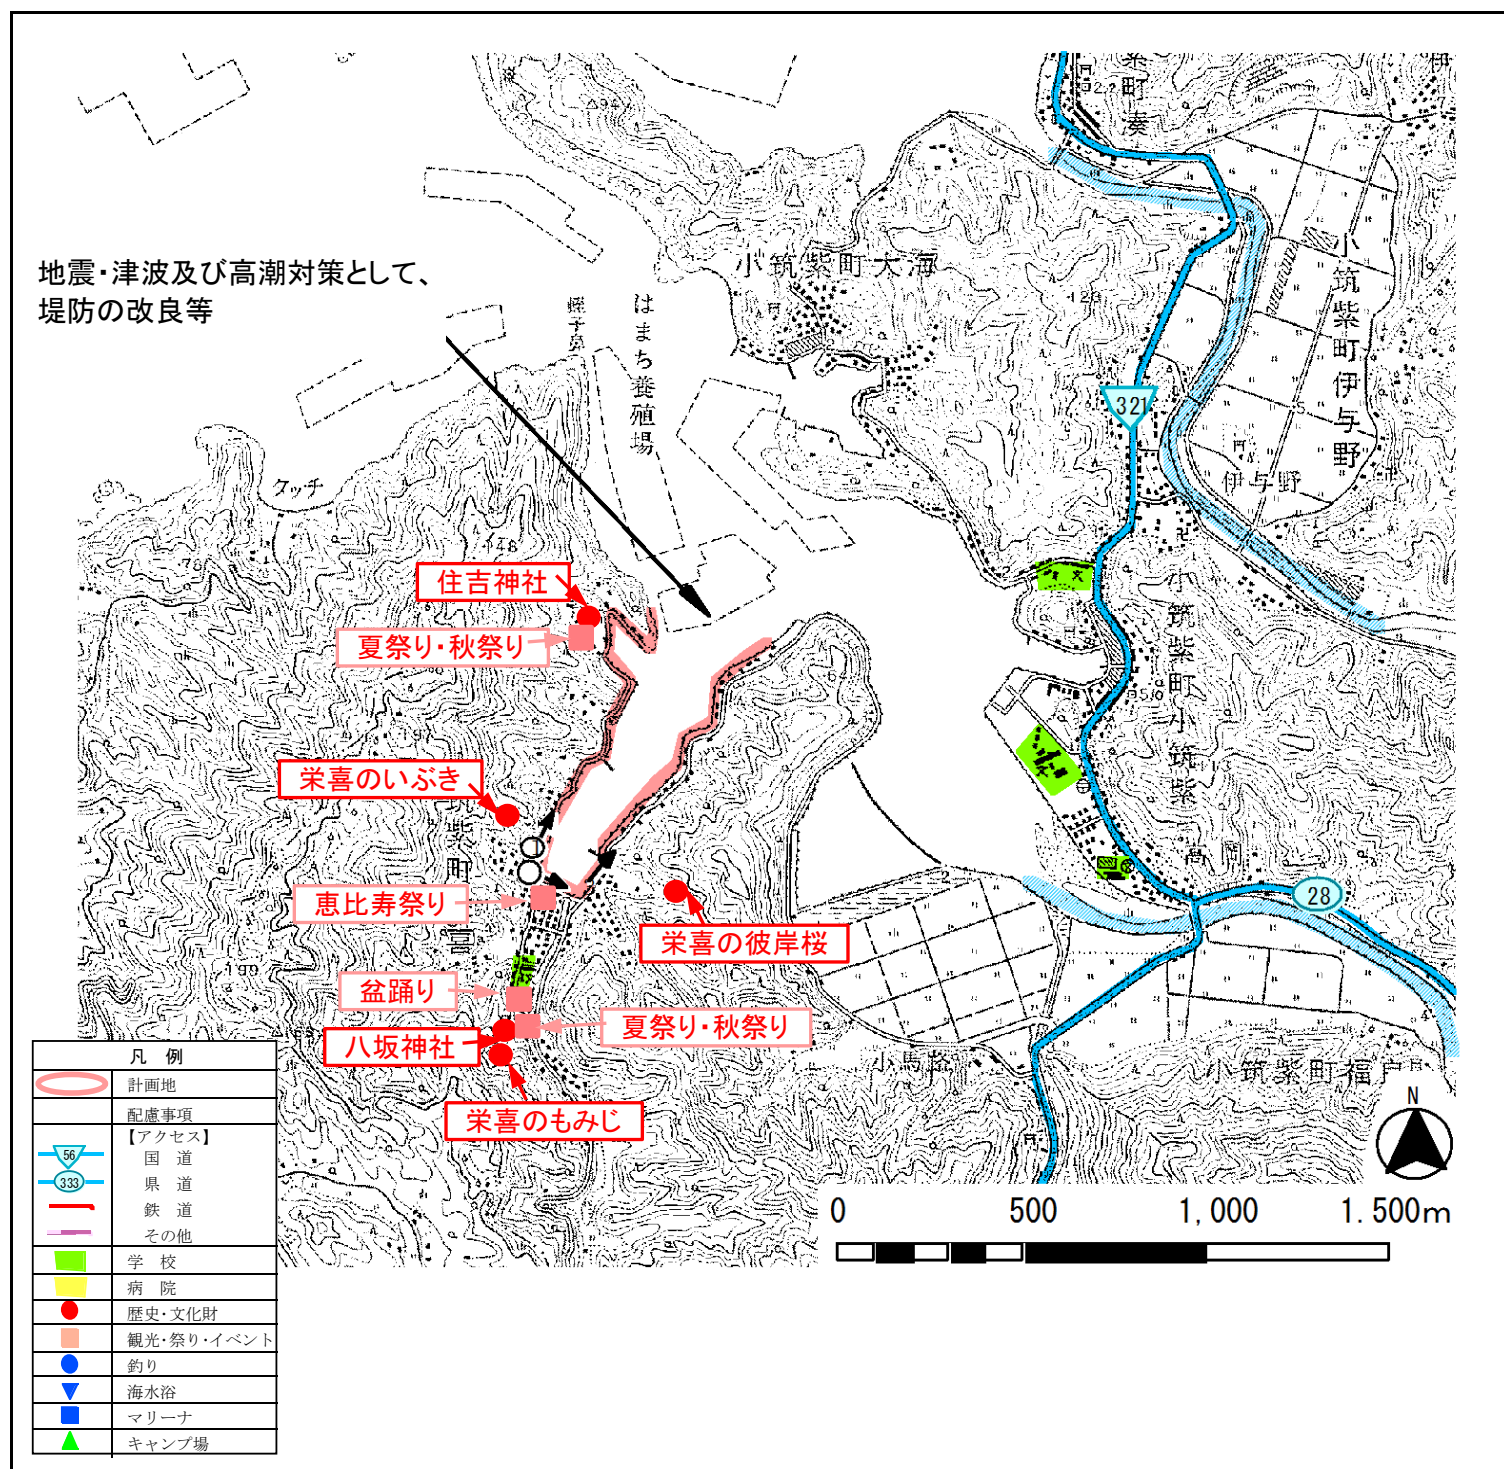 地震・津波及び高潮対策として、
堤防の改良等
小筑紫町大海
はまち養殖場
タッチ
小筑紫町伊与野
伊与野
321
小筑紫町小筑紫
住吉神社
夏祭り・秋祭り
栄喜のいぶき
恵比寿祭り
栄喜の彼岸桜
盆踊り
夏祭り・秋祭り
八坂神社
栄喜のもみじ
28
小筑紫町福戸
N
0 500 1,000 1.500m
凡 例
計画地
配慮事項
【アクセス】
56
国 道
333
県 道
鉄 道
その他
学 校
病 院
歴史・文化財
観光・祭り・イベント
釣り
海水浴
マリーナ
キャンプ場